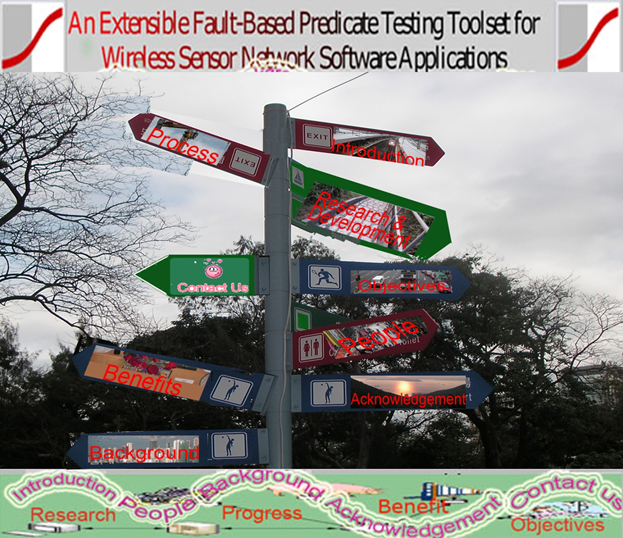 An Extensible Fault-Based Predicate Testing Toolset for
Wireless Sensor Network Software Applications
EXIT
Introduction
Process
EXIT
Research &
Development
Contact Us
Objectives
People
Benefits
Acknowledgement
Background
Introduction People Background Acknowledgement Contact us
Research Progress Benefit Objectives